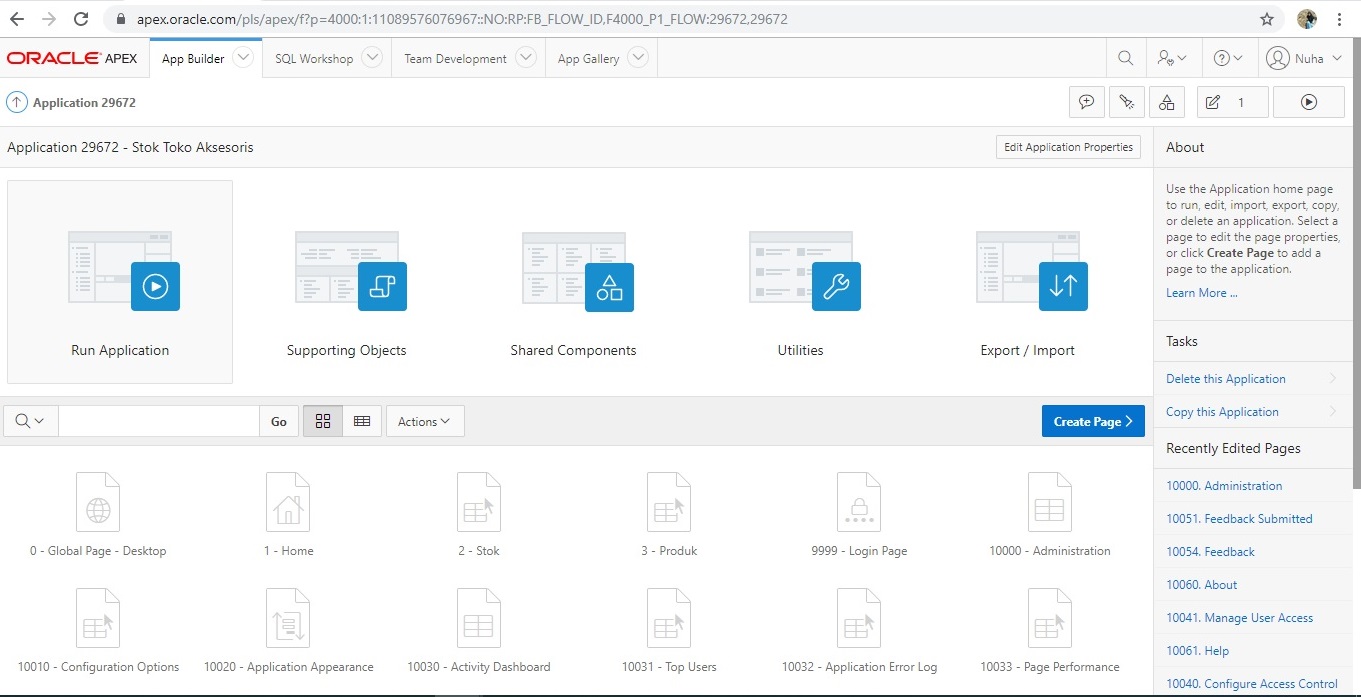 apex.oracle.com/pls/apex/f?p=4000:1:11089576076967::NO:RP:FB_FLOW_ID,F4000_P1_FLOW:29672,29672
ORACLE APEX App Builder SQL Workshop Team Development App Gallery Nuha
Application 29672 1
Application 29672 - Stok Toko Aksesoris Edit Application Properties
Run Application Supporting Objects Shared Components Utilities Export / Import
Go Actions Create Page
0 - Global Page - Desktop 1 - Home 2 - Stok 3 - Produk 9999 - Login Page 10000 - Administration
10010 - Configuration Options 10020 - Application Appearance 10030 - Activity Dashboard 10031 - Top Users 10032 - Application Error Log 10033 - Page Performance
About
Use the Application home page
to run, edit, import, export, copy,
or delete an application. Select a
page to edit the page properties,
or click Create Page to add a
page to the application.
Learn More ...
Tasks
Delete this Application
Copy this Application
Recently Edited Pages
10000. Administration
10051. Feedback Submitted
10054. Feedback
10060. About
10041. Manage User Access
10061. Help
10040. Configure Access Control